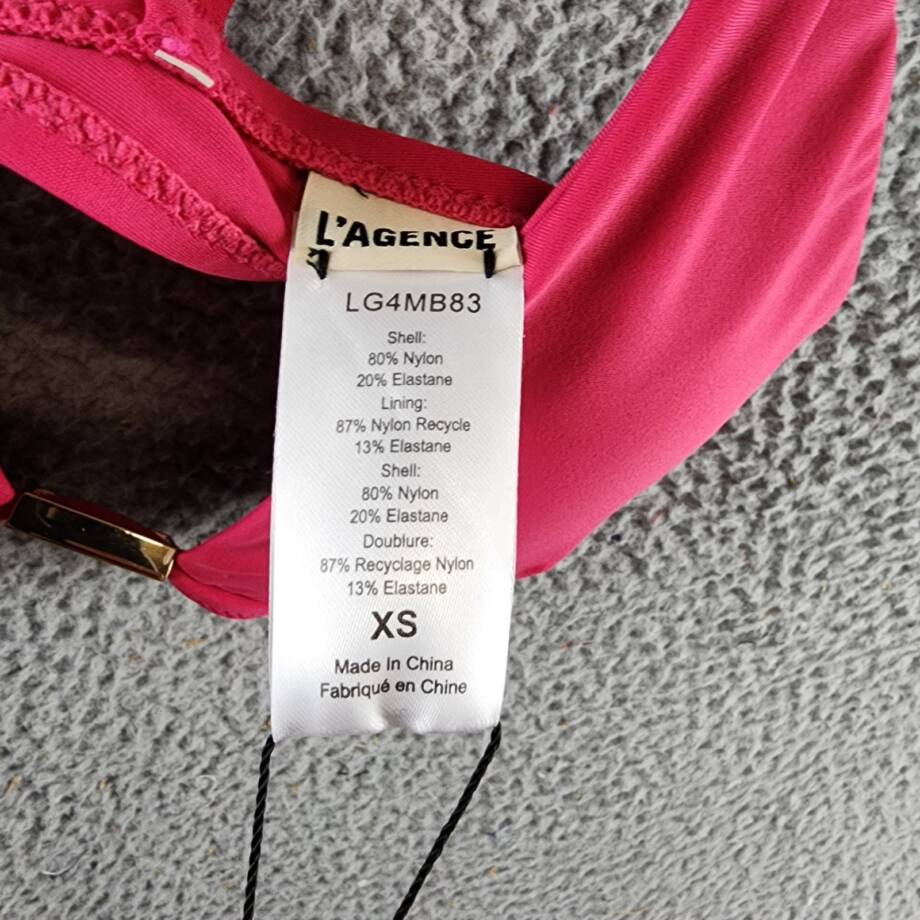 L'AGENCE
LG4MB83
Shell:
80% Nylon
20% Elastane
Lining:
87% Nylon Recycle
13% Elastane
Shell:
80% Nylon
20% Elastane
Doublure:
87% Recyclage Nylon
13% Elastane
XS
Made In China
Fabriqué en Chine